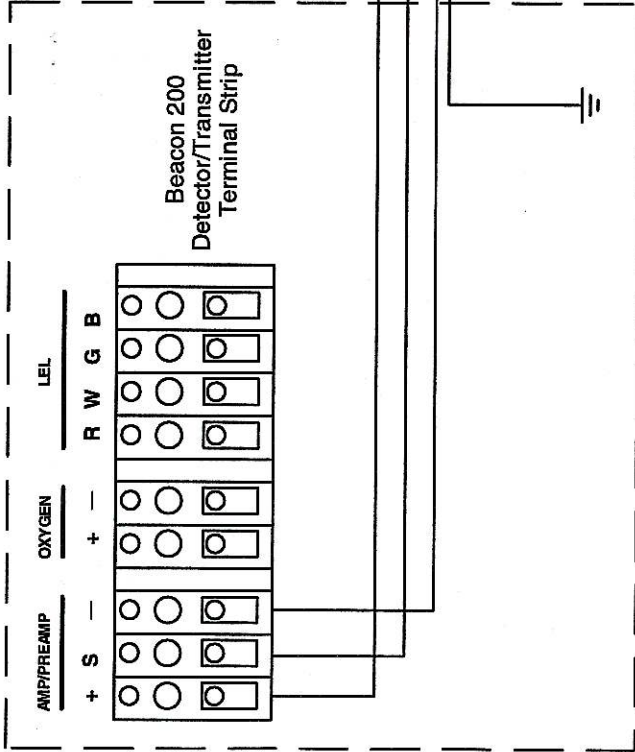 Beacon 200
Detector/Transmitter
Terminal Strip
AMP/PREAMP
OXYGEN
LEL
+ S —
+ —
R W G B